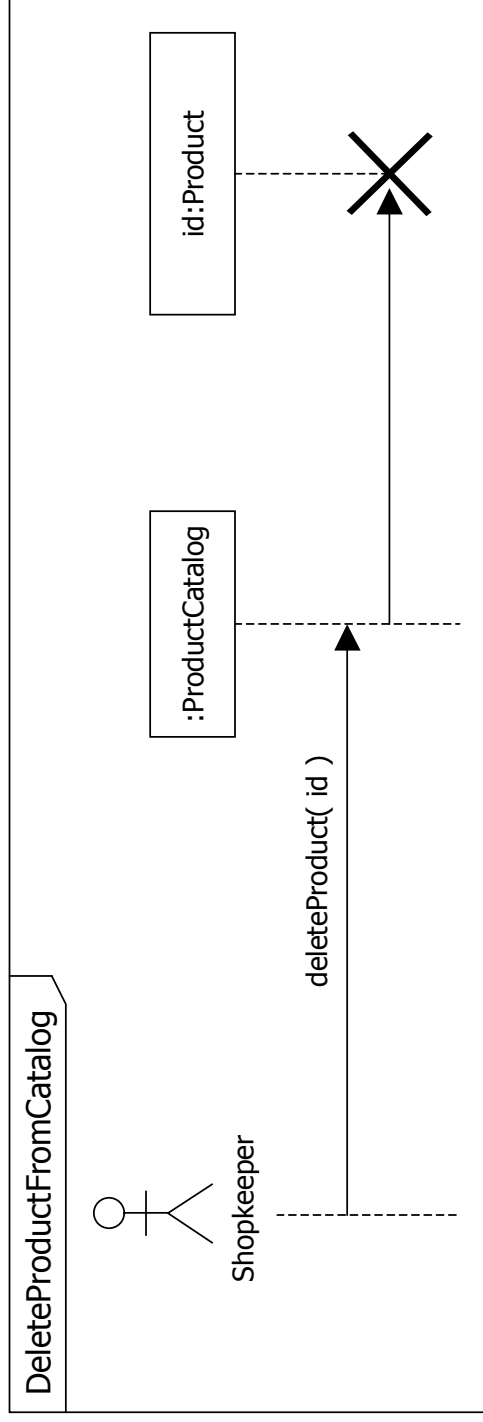 DeleteProductFromCatalog
Shopkeeper
:ProductCatalog
id:Product
deleteProduct( id )